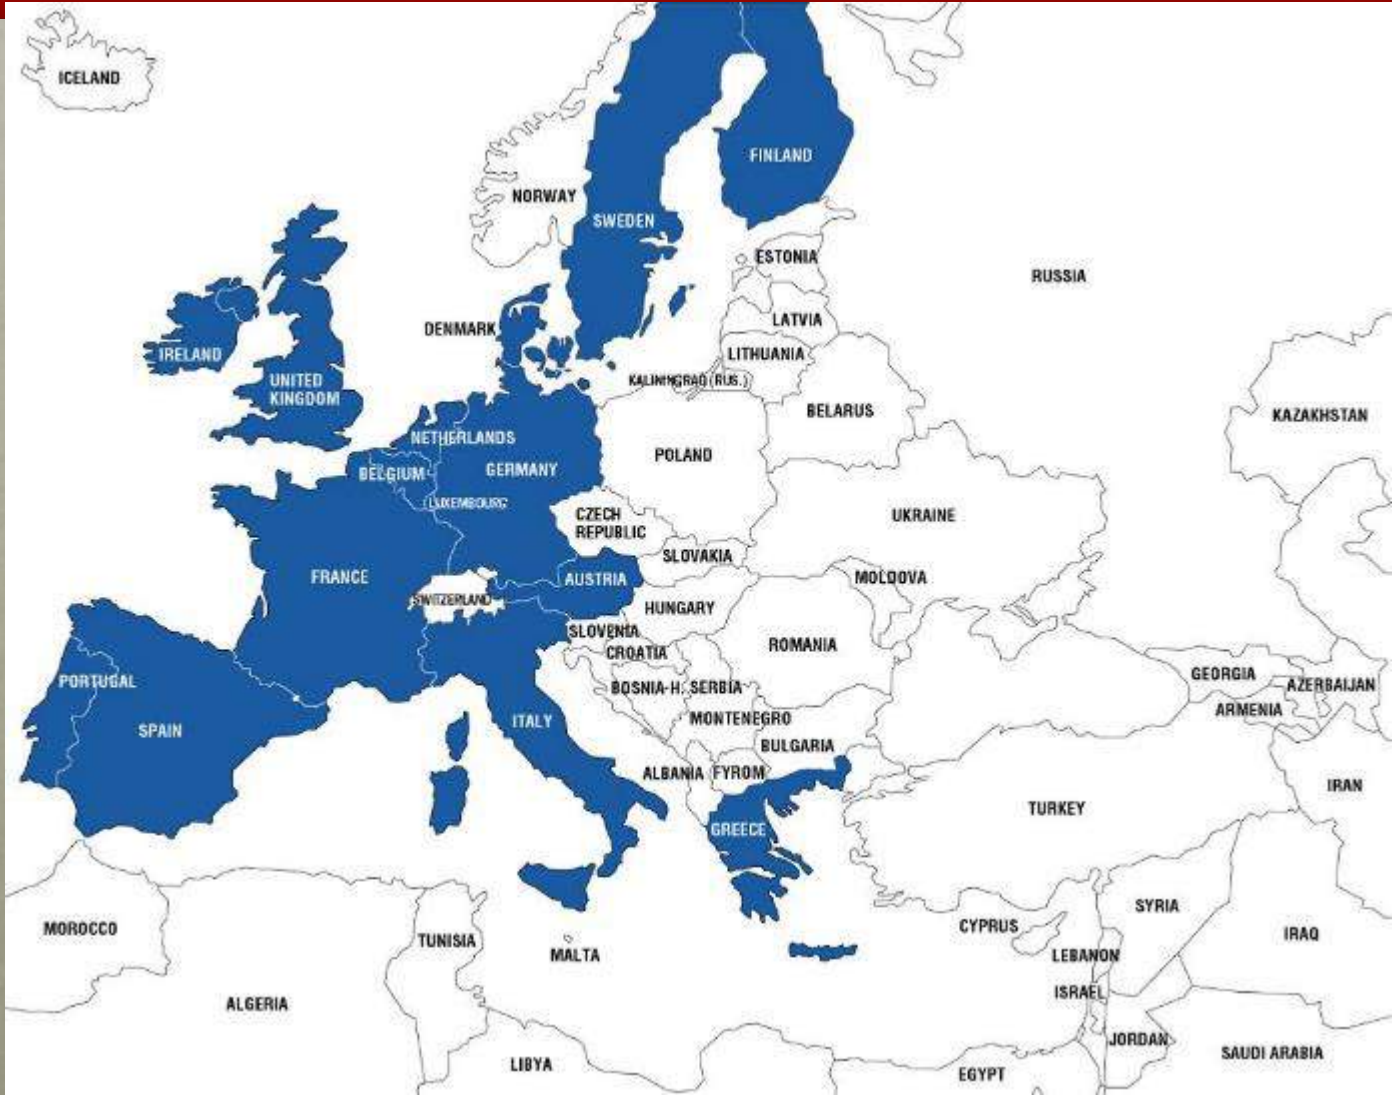 ICELAND
FINLAND
NORWAY
SWEDEN
ESTONIA
RUSSIA
LATVIA
DENMARK
LITHUANIA
IRELAND
KALININGRAD (RUS.)
UNITED
KINGDOM
BELARUS
KAZAKHSTAN
NETHERLANDS
POLAND
GERMANY
BELGIUM
LUXEMBOURG
CZECH
REPUBLIC
UKRAINE
SLOVAKIA
FRANCE
AUSTRIA
MOLDOVA
SWITZERLAND
HUNGARY
SLOVENIA
ROMANIA
CROATIA
GEORGIA
PORTUGAL
BOSNIA-H.
SERBIA
AZERBAIJAN
ARMENIA
ITALY
MONTENEGRO
SPAIN
BULGARIA
ALBANIA
FYROM
IRAN
TURKEY
GREECE
SYRIA
CYPRUS
MOROCCO
IRAQ
TUNISIA
MALTA
LEBANON
ISRAEL
ALGERIA
JORDAN
SAUDI ARABIA
LIBYA
EGYPT